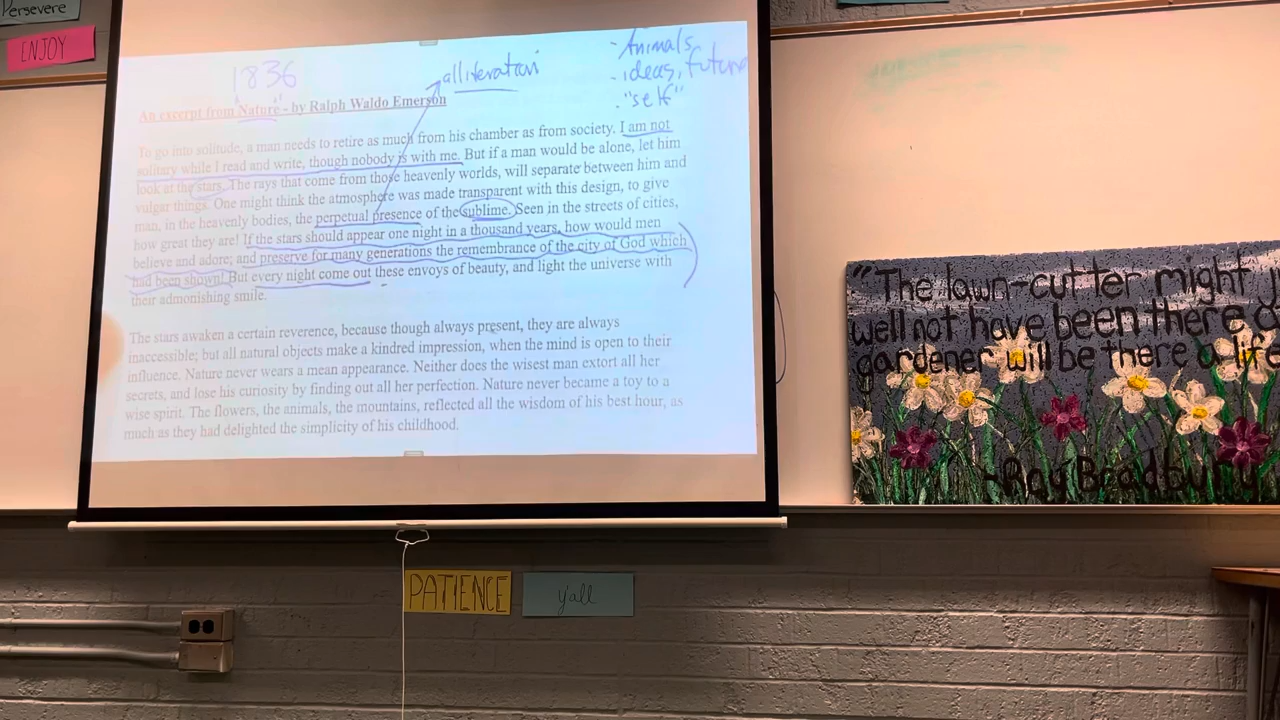 Persevere
ENJOY
1836
alliteration
- Animals,
- ideas, future
- "self"
An excerpt from "Nature" - by Ralph Waldo Emerson
To go into solitude, a man needs to retire as much from his chamber as from society. I am not
solitary while I read and write, though nobody is with me. But if a man would be alone, let him
look at the stars. The rays that come from those heavenly worlds, will separate between him and
vulgar things. One might think the atmosphere was made transparent with this design, to give
man, in the heavenly bodies, the perpetual presence of the sublime. Seen in the streets of cities,
how great they are! If the stars should appear one night in a thousand years, how would men
believe and adore; and preserve for many generations the remembrance of the city of God which
had been shown! But every night come out these envoys of beauty, and light the universe with
their admonishing smile.
The stars awaken a certain reverence, because though always present, they are always
inaccessible; but all natural objects make a kindred impression, when the mind is open to their
influence. Nature never wears a mean appearance. Neither does the wisest man extort all her
secrets, and lose his curiosity by finding out all her perfection. Nature never became a toy to a
wise spirit. The flowers, the animals, the mountains, reflected all the wisdom of his best hour, as
much as they had delighted the simplicity of his childhood.
"The lawn-cutter might j
well not have been there
gardener will be there a life
-Ray Bradbury
PATIENCE
y'all